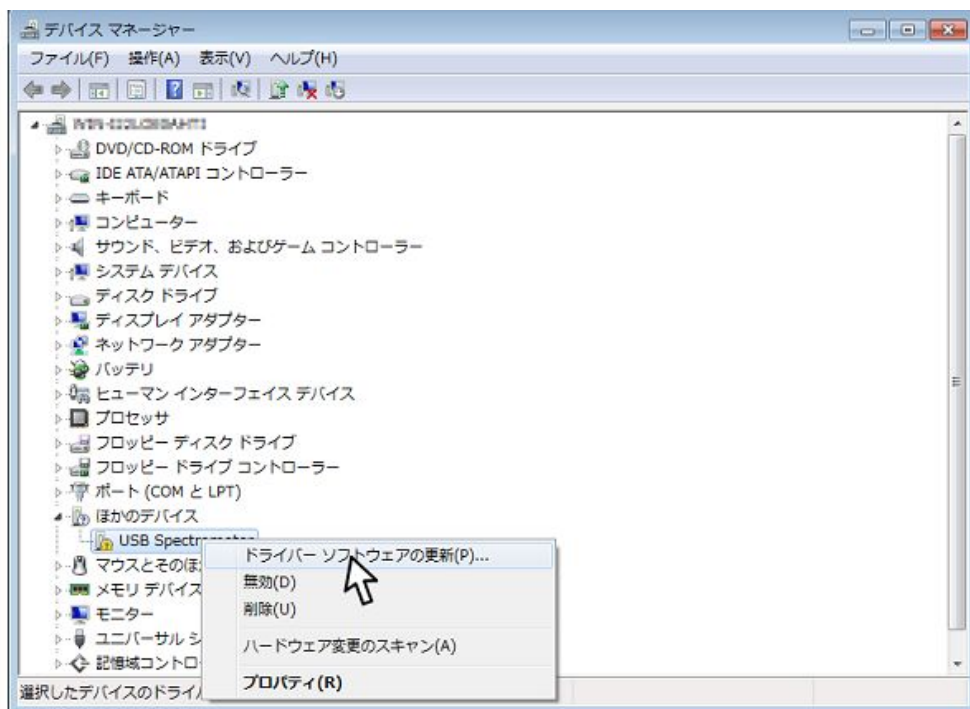 デバイス マネージャー
ファイル(F) 操作(A) 表示(V) ヘルプ(H)
DVD/CD-ROM ドライブ
IDE ATA/ATAPI コントローラー
キーボード
コンピューター
サウンド、ビデオ、およびゲーム コントローラー
システム デバイス
ディスク ドライブ
ディスプレイ アダプター
ネットワーク アダプター
バッテリ
ヒューマン インターフェイス デバイス
プロセッサ
フロッピー ディスク ドライブ
フロッピー ドライブ コントローラー
ポート (COM と LPT)
ほかのデバイス
USB Spectrometer
ドライバー ソフトウェアの更新(P)...
マウスとそのほ
無効(D)
メモリ デバイス
削除(U)
モニター
ユニバーサル シ
ハードウェア変更のスキャン(A)
記憶域コントロ
プロパティ(R)
選択したデバイスのドライ